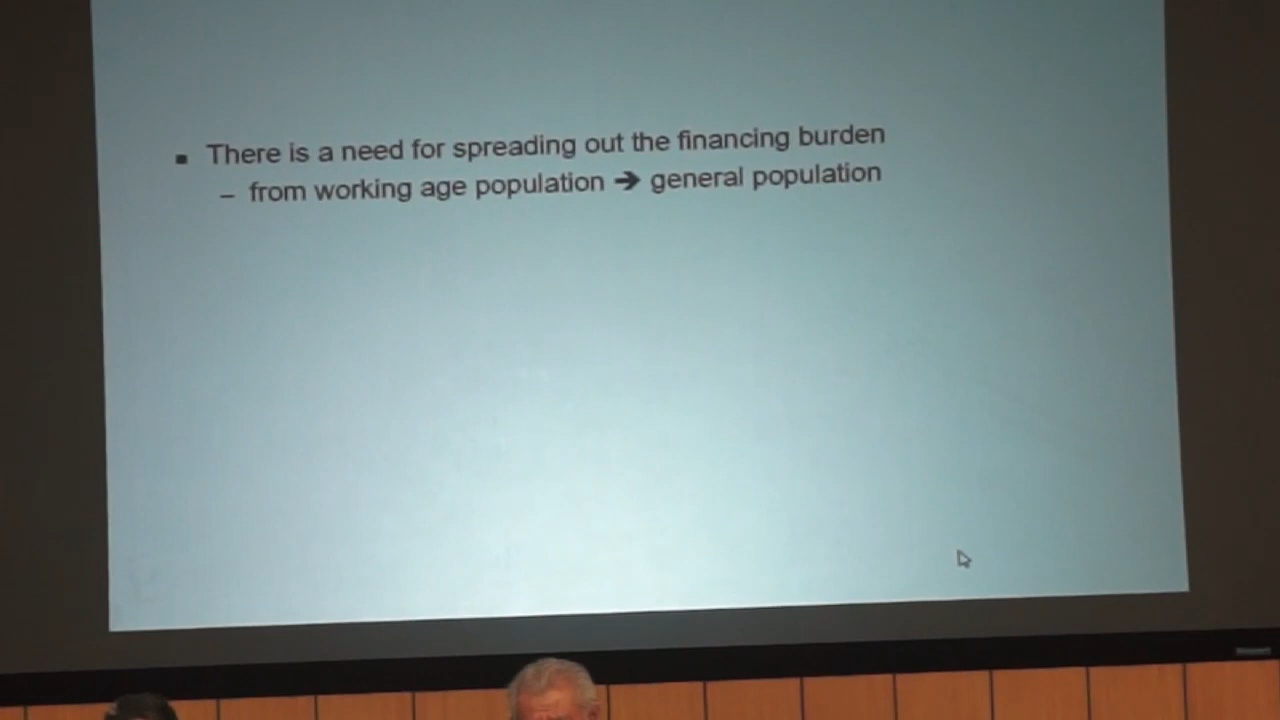 ▪ There is a need for spreading out the financing burden
– from working age population ➔ general population